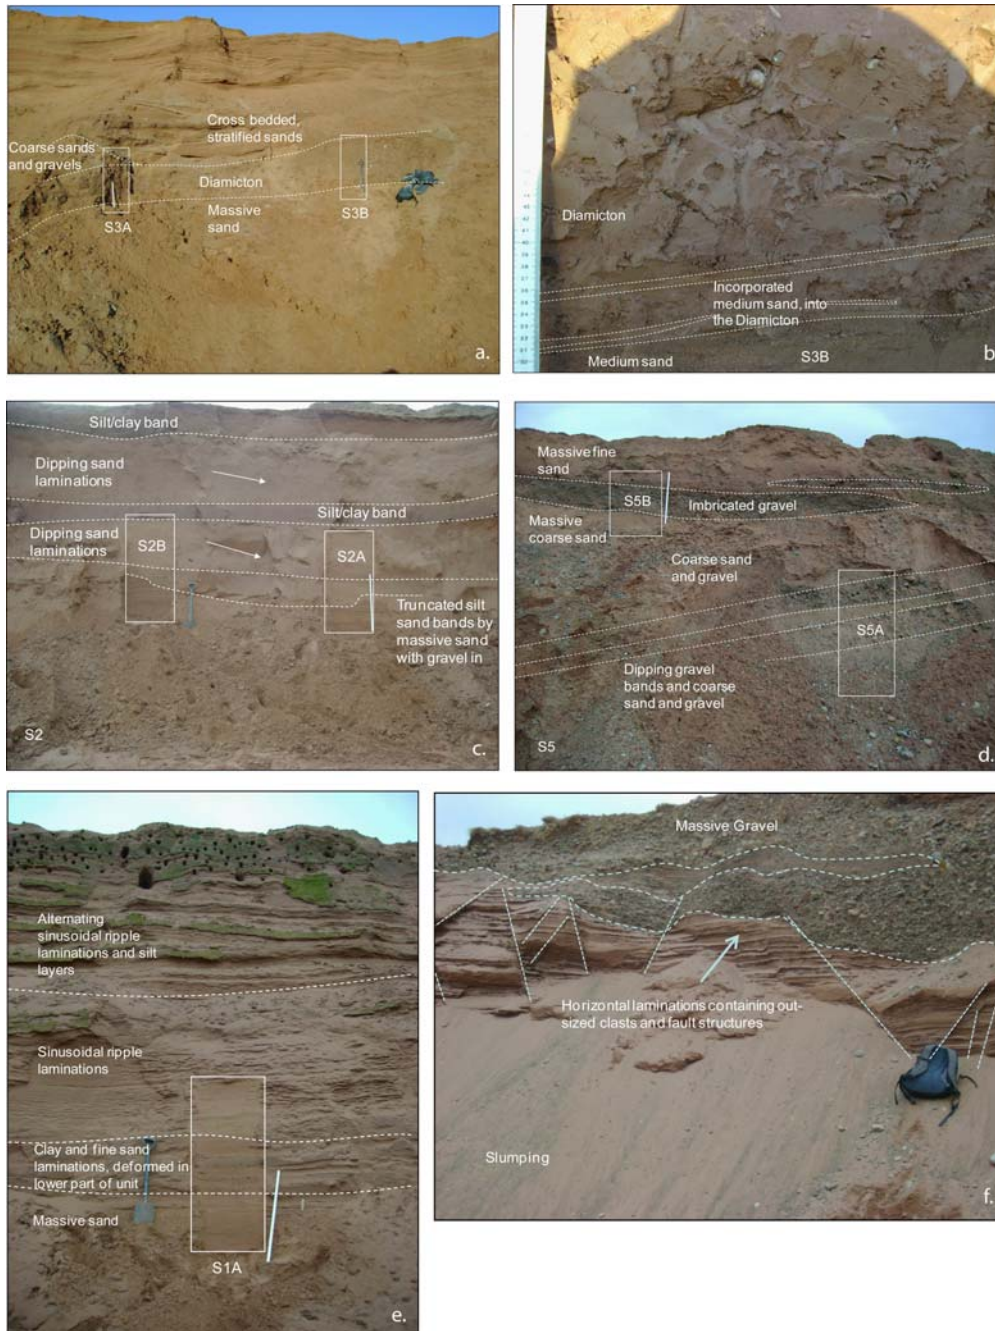 Cross bedded,
stratified sands
Coarse sands
and gravels
Diamicton
Massive
sand
S3A
S3B
a.
Diamicton
Incorporated
medium sand, into
the Diamicton
Medium sand
S3B
b
Silt/clay band
Dipping sand
laminations
Silt/clay band
Dipping sand
laminations
S2B
S2A
Truncated silt
sand bands by
massive sand
with gravel in
S2
c.
Massive fine
sand
S5B
Imbricated gravel
Massive
coarse sand
Coarse sand
and gravel
S5A
Dipping gravel
bands and coarse
sand and gravel
S5
d.
Alternating
sinusoidal ripple
laminations and silt
layers
Sinusoidal ripple
laminations
Clay and fine sand
laminations, deformed in
lower part of unit
Massive sand
S1A
e.
Massive Gravel
Horizontal laminations containing out-
sized clasts and fault structures
Slumping
f.